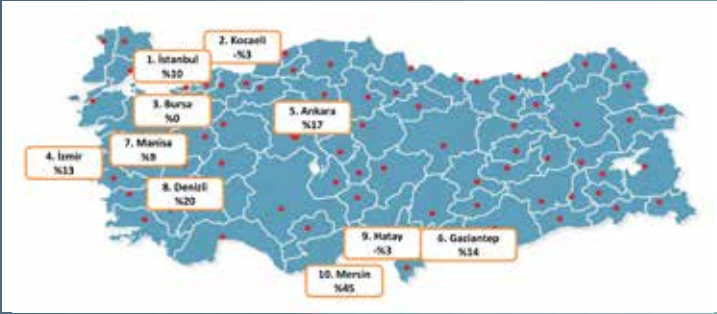 2. Kocaeli
-%3
1. İstanbul
%10
3. Bursa
%0
5. Ankara
%17
7. Manisa
%9
4. İzmir
%13
8. Denizli
%20
9. Hatay
-%3
6. Gaziantep
%14
10. Mersin
%45